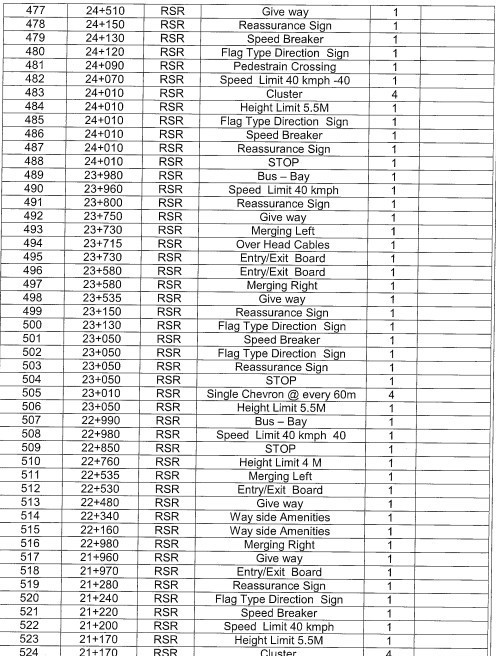 477 24+510 RSR Give way 1
478 24+150 RSR Reassurance Sign 1
479 24+130 RSR Speed Breaker 1
480 24+120 RSR Flag Type Direction Sign 1
481 24+090 RSR Pedestrain Crossing 1
482 24+070 RSR Speed Limit 40 kmph -40 1
483 24+010 RSR Cluster 4
484 24+010 RSR Height Limit 5.5M 1
485 24+010 RSR Flag Type Direction Sign 1
486 24+010 RSR Speed Breaker 1
487 24+010 RSR Reassurance Sign 1
488 24+010 RSR STOP 1
489 23+980 RSR Bus – Bay 1
490 23+960 RSR Speed Limit 40 kmph 1
491 23+800 RSR Reassurance Sign 1
492 23+750 RSR Give way 1
493 23+730 RSR Merging Left 1
494 23+715 RSR Over Head Cables 1
495 23+730 RSR Entry/Exit Board 1
496 23+580 RSR Entry/Exit Board 1
497 23+580 RSR Merging Right 1
498 23+535 RSR Give way 1
499 23+150 RSR Reassurance Sign 1
500 23+130 RSR Flag Type Direction Sign 1
501 23+050 RSR Speed Breaker 1
502 23+050 RSR Flag Type Direction Sign 1
503 23+050 RSR Reassurance Sign 1
504 23+050 RSR STOP 1
505 23+010 RSR Single Chevron @ every 60m 4
506 23+050 RSR Height Limit 5.5M 1
507 22+990 RSR Bus – Bay 1
508 22+980 RSR Speed Limit 40 kmph 40 1
509 22+850 RSR STOP 1
510 22+760 RSR Height Limit 4 M 1
511 22+535 RSR Merging Left 1
512 22+530 RSR Entry/Exit Board 1
513 22+480 RSR Give way 1
514 22+340 RSR Way side Amenities 1
515 22+160 RSR Way side Amenities 1
516 22+980 RSR Merging Right 1
517 21+960 RSR Give way 1
518 21+970 RSR Entry/Exit Board 1
519 21+280 RSR Reassurance Sign 1
520 21+240 RSR Flag Type Direction Sign 1
521 21+220 RSR Speed Breaker 1
522 21+200 RSR Speed Limit 40 kmph 1
523 21+170 RSR Height Limit 5.5M 1
524 21+170 RSR Cluster 4